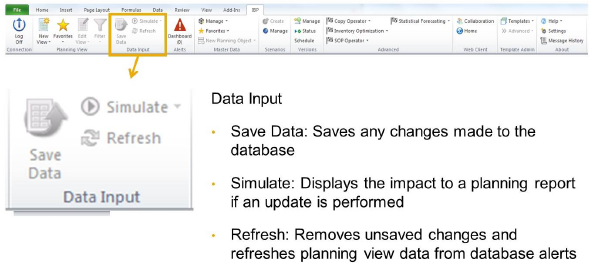 File Home Insert Page Layout Formulas Data Review View Add-Ins IBP
Log Off New View Favorites Edit View Filter Save Data Simulate Refresh Dashboard (0) Manage Favorites New Planning Object Create Manage Manage Status Schedule Copy Operator Inventory Optimization SOP Operator Statistical Forecasting Collaboration Home Templates Advanced Help Settings Message History
Connection Planning View Data Input Alerts Master Data Scenarios Versions Advanced Web Client Template Admin About
Save Data
Simulate
Refresh
Data Input
Data Input
• Save Data: Saves any changes made to the
database
• Simulate: Displays the impact to a planning report
if an update is performed
• Refresh: Removes unsaved changes and
refreshes planning view data from database alerts